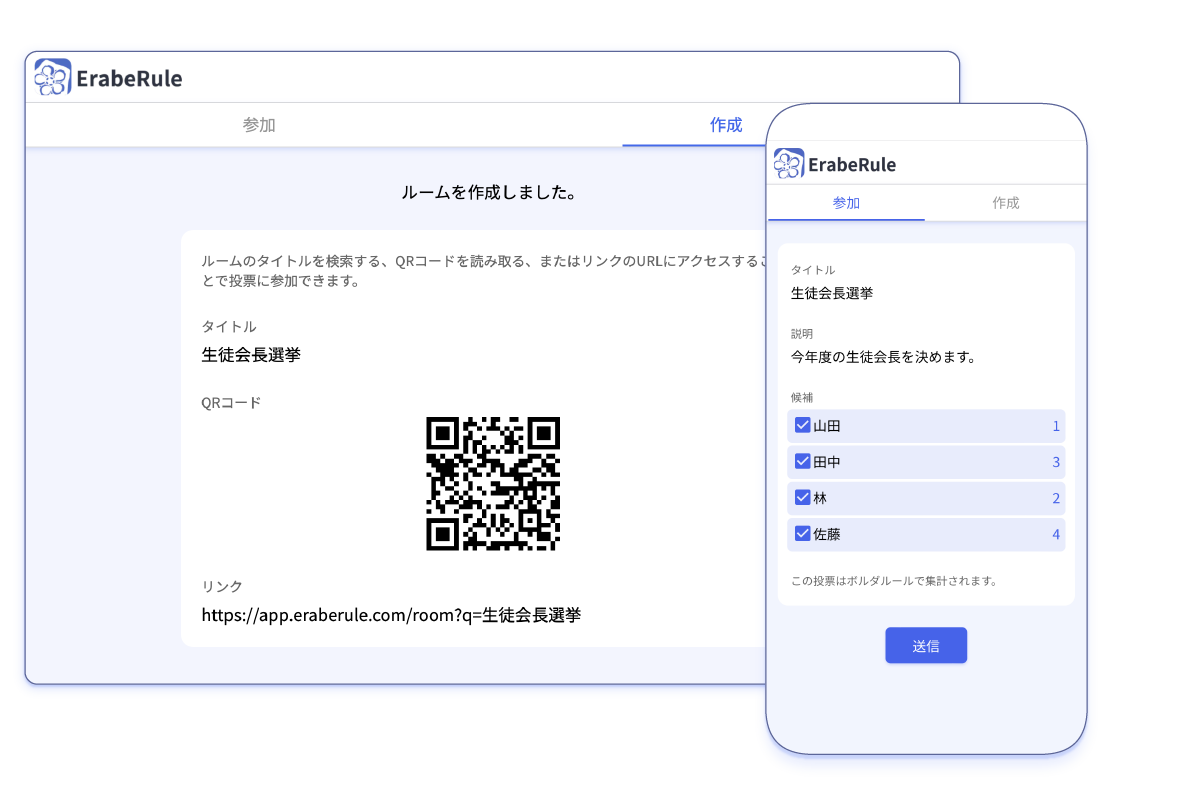 ErabeRule
参加
作成
ルームを作成しました。
ルームのタイトルを検索する、QRコードを読み取る、またはリンクのURLにアクセスするこ
とで投票に参加できます。
タイトル
生徒会長選挙
QRコード
リンク
https://app.eraberule.com/room?q=生徒会長選挙
ErabeRule
参加
作成
タイトル
生徒会長選挙
説明
今年度の生徒会長を決めます。
候補
山田 1
田中 3
林 2
佐藤 4
この投票はボルダルールで集計されます。
送信